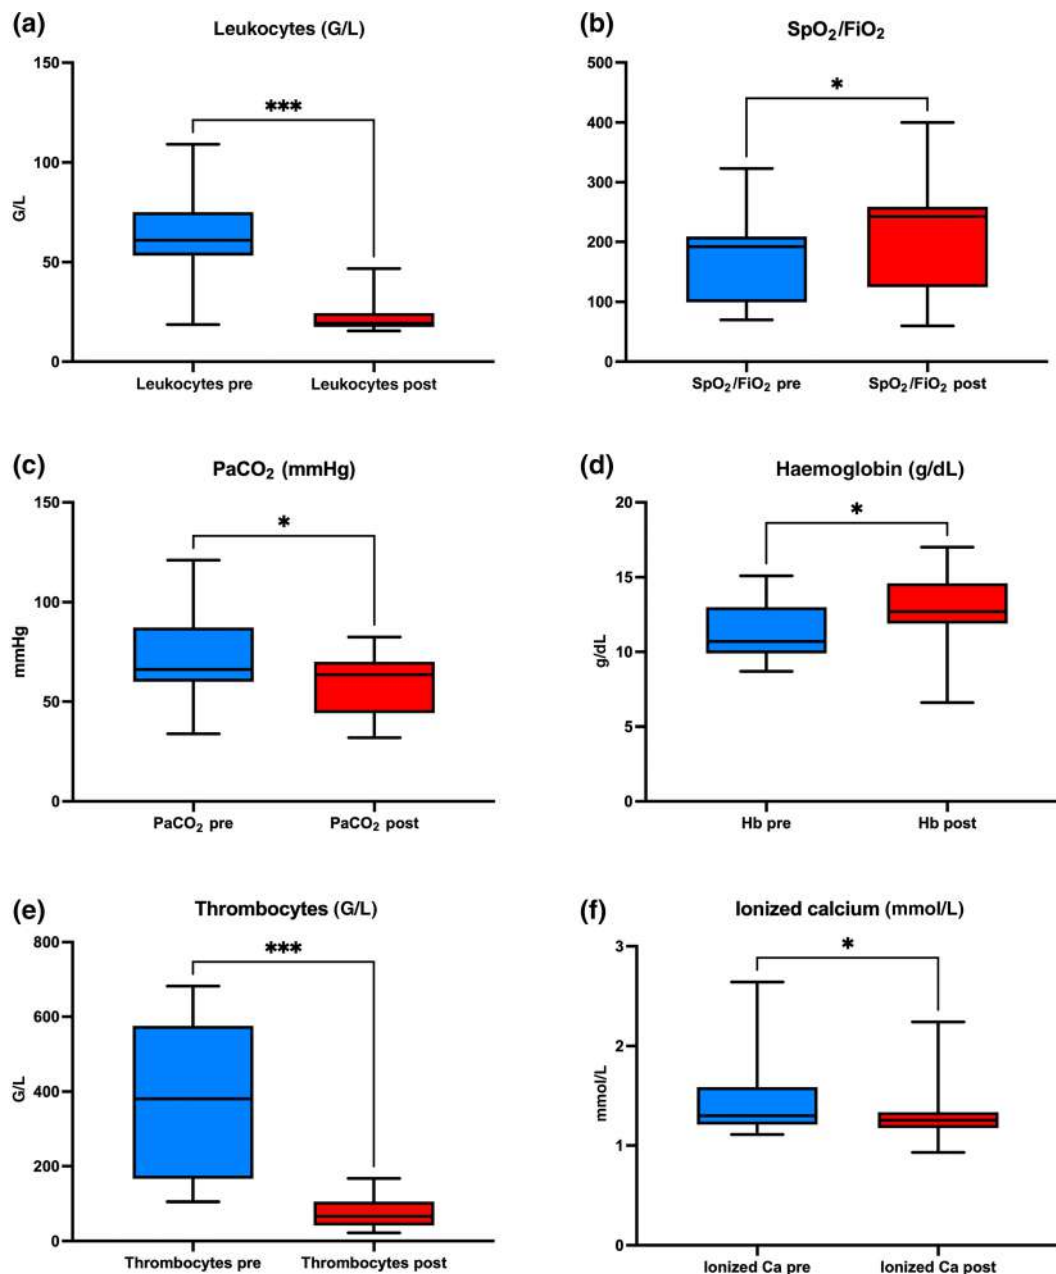 (a)
Leukocytes (G/L)
150
100
50
0
G/L
***
Leukocytes pre
Leukocytes post
(b)
SpO₂/FiO₂
500
400
300
200
100
0
*
SpO₂/FiO₂ pre
SpO₂/FiO₂ post
(c)
PaCO₂ (mmHg)
150
100
50
0
mmHg
*
PaCO₂ pre
PaCO₂ post
(d)
Haemoglobin (g/dL)
20
15
10
5
0
g/dL
*
Hb pre
Hb post
(e)
Thrombocytes (G/L)
800
600
400
200
0
G/L
***
Thrombocytes pre
Thrombocytes post
(f)
Ionized calcium (mmol/L)
3
2
1
0
mmol/L
*
Ionized Ca pre
Ionized Ca post